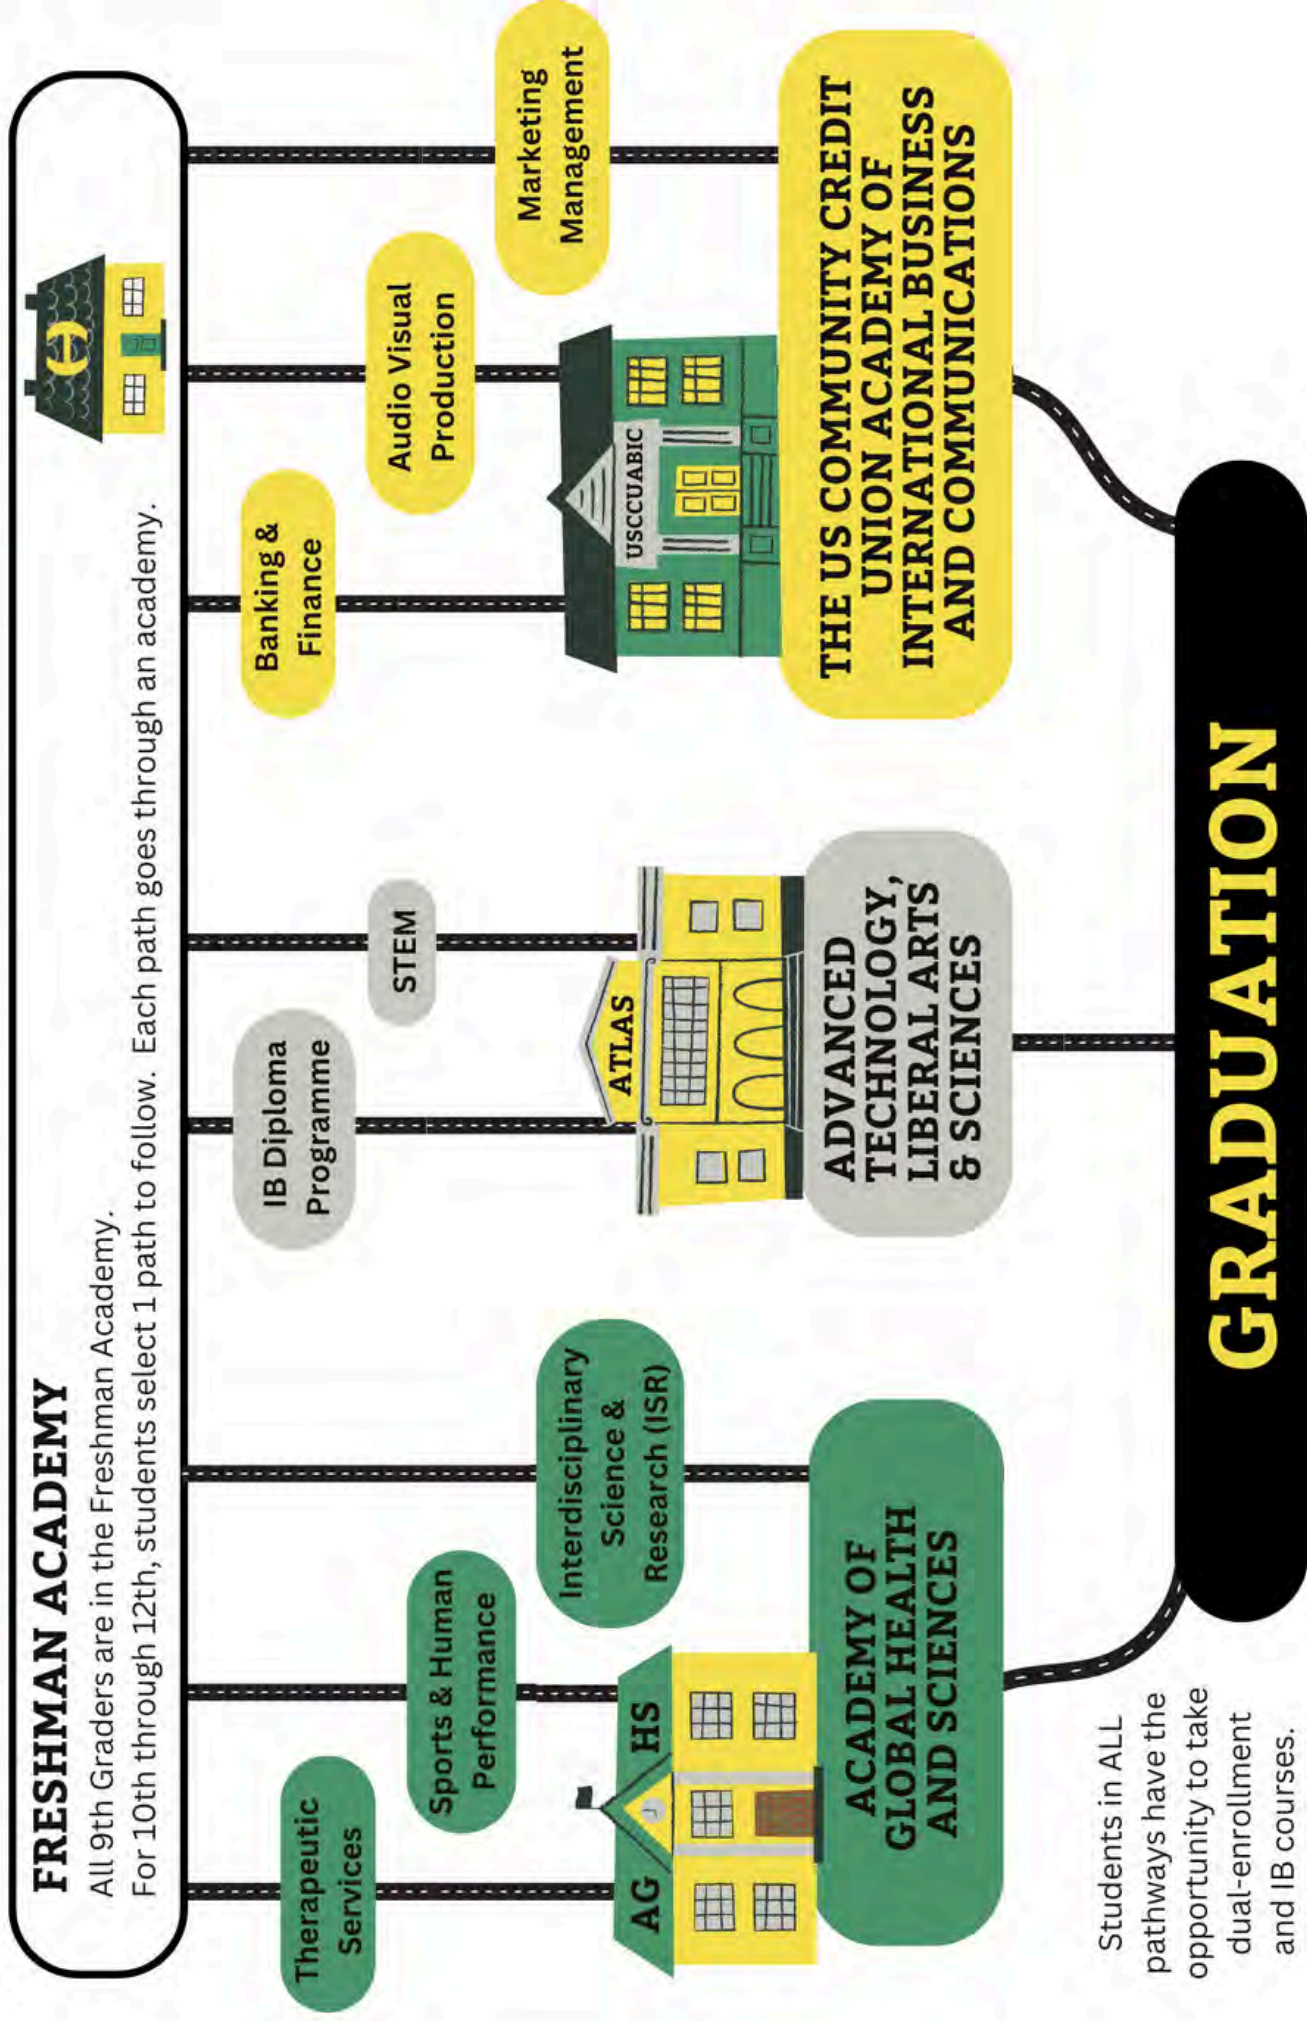 FRESHMAN ACADEMY
All 9th Graders are in the Freshman Academy.
For 10th through 12th, students select 1 path to follow. Each path goes through an academy.
Therapeutic
Services
Sports & Human
Performance
Interdisciplinary
Science &
Research (ISR)
AG HS
ACADEMY OF
GLOBAL HEALTH
AND SCIENCES
IB Diploma
Programme
STEM
ATLAS
ADVANCED
TECHNOLOGY,
LIBERAL ARTS
& SCIENCES
Banking &
Finance
Audio Visual
Production
Marketing
Management
USCCUABIC
THE US COMMUNITY CREDIT
UNION ACADEMY OF
INTERNATIONAL BUSINESS
AND COMMUNICATIONS
Students in ALL
pathways have the
opportunity to take
dual-enrollment
and IB courses.
GRADUATION